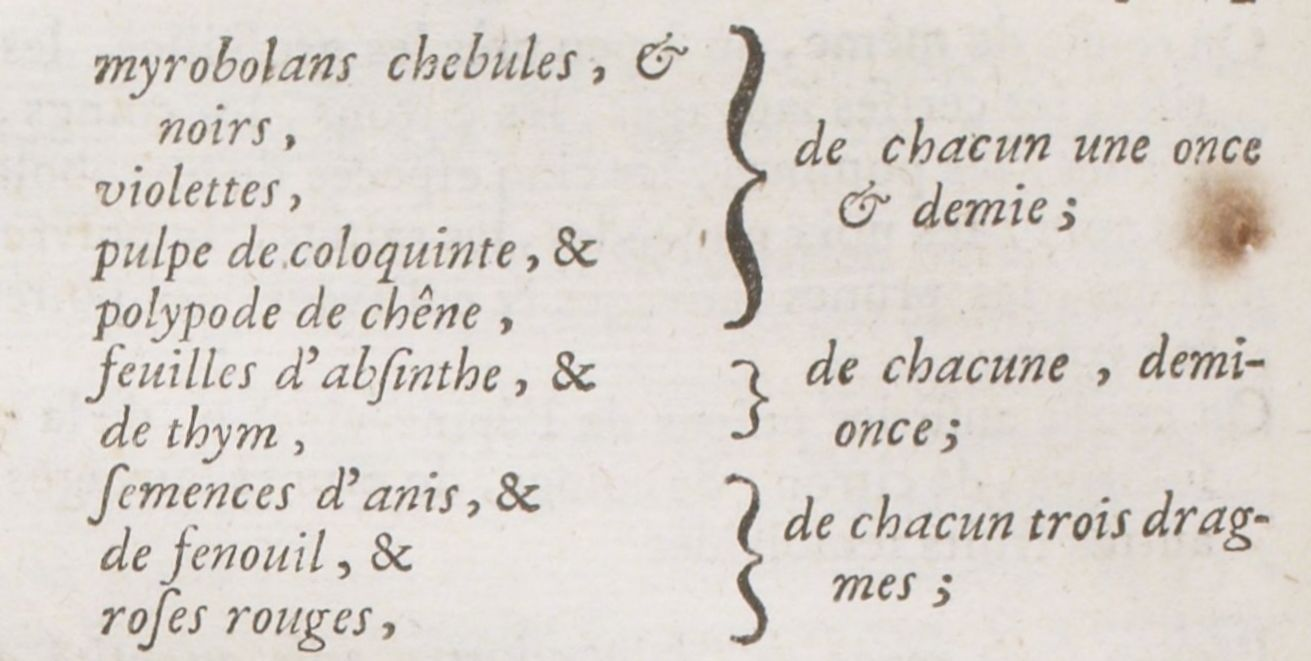 myrobolans chebules, &
noirs,
violettes,
pulpe de coloquinte, &
polypode de chêne,
de chacun une once
& demie;
feuilles d'abſinthe, &
de thym,
de chacune, demi-
once;
ſemences d'anis, &
de fenouil, &
roſes rouges,
de chacun trois drag-
mes;